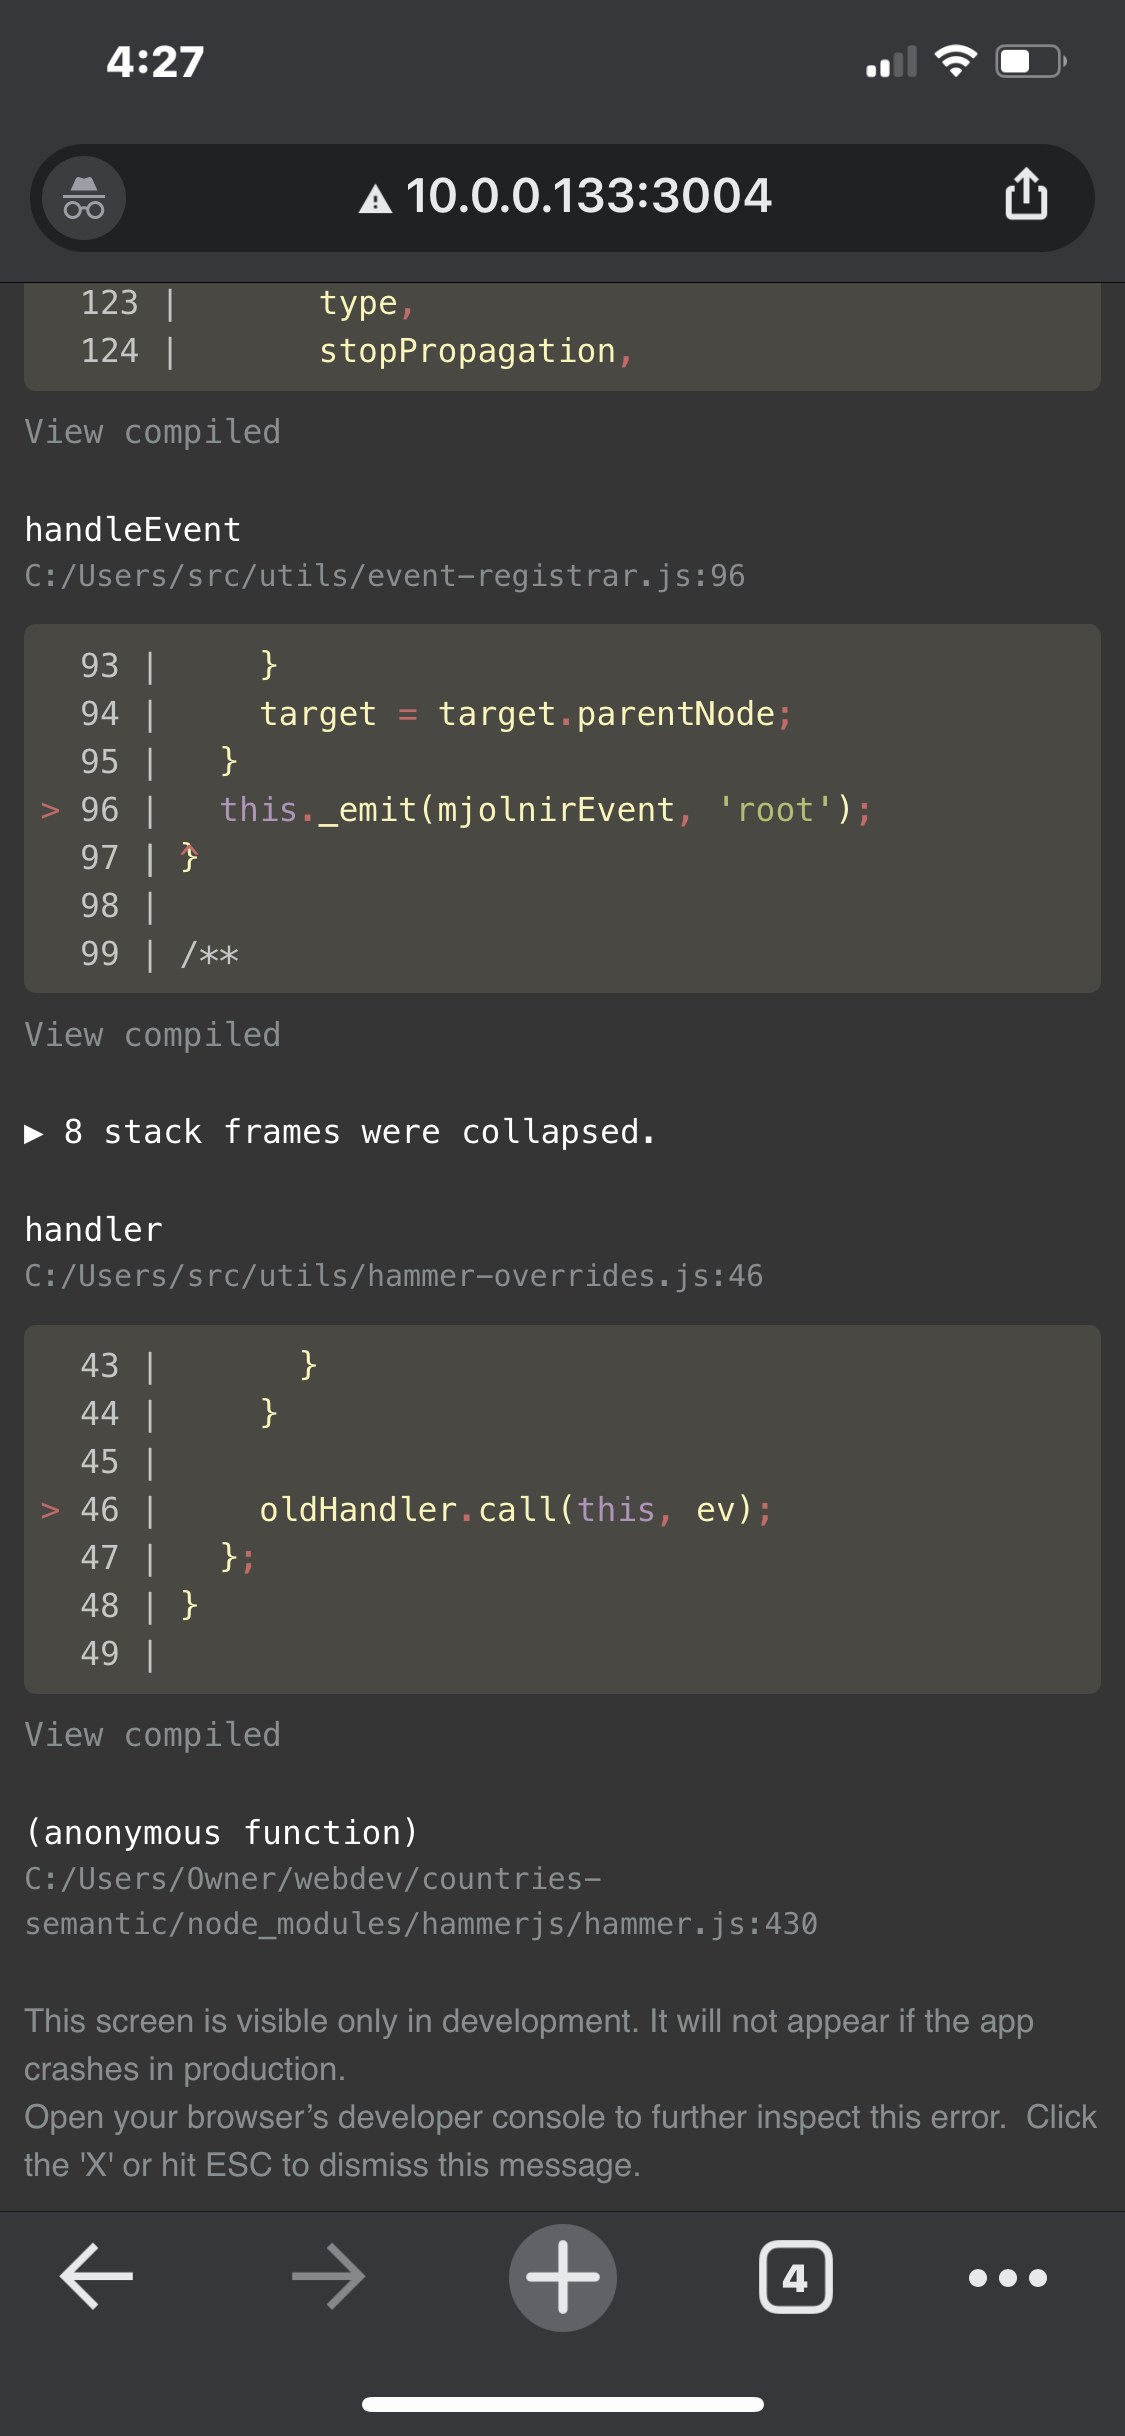 4:27
10.0.0.133:3004
123 |       type,
124 |       stopPropagation,
View compiled
handleEvent
C:/Users/src/utils/event-registrar.js:96
93 |     }
94 |     target = target.parentNode;
95 |   }
> 96 |   this._emit(mjolnirEvent, 'root');
97 | }
^
98 |
99 | /**
View compiled
▶ 8 stack frames were collapsed.
handler
C:/Users/src/utils/hammer-overrides.js:46
43 |       }
44 |     }
45 |
> 46 |     oldHandler.call(this, ev);
47 |   };
48 | }
49 |
View compiled
(anonymous function)
C:/Users/Owner/webdev/countries-
semantic/node_modules/hammerjs/hammer.js:430
This screen is visible only in development. It will not appear if the app
crashes in production.
Open your browser’s developer console to further inspect this error.  Click
the 'X' or hit ESC to dismiss this message.
4